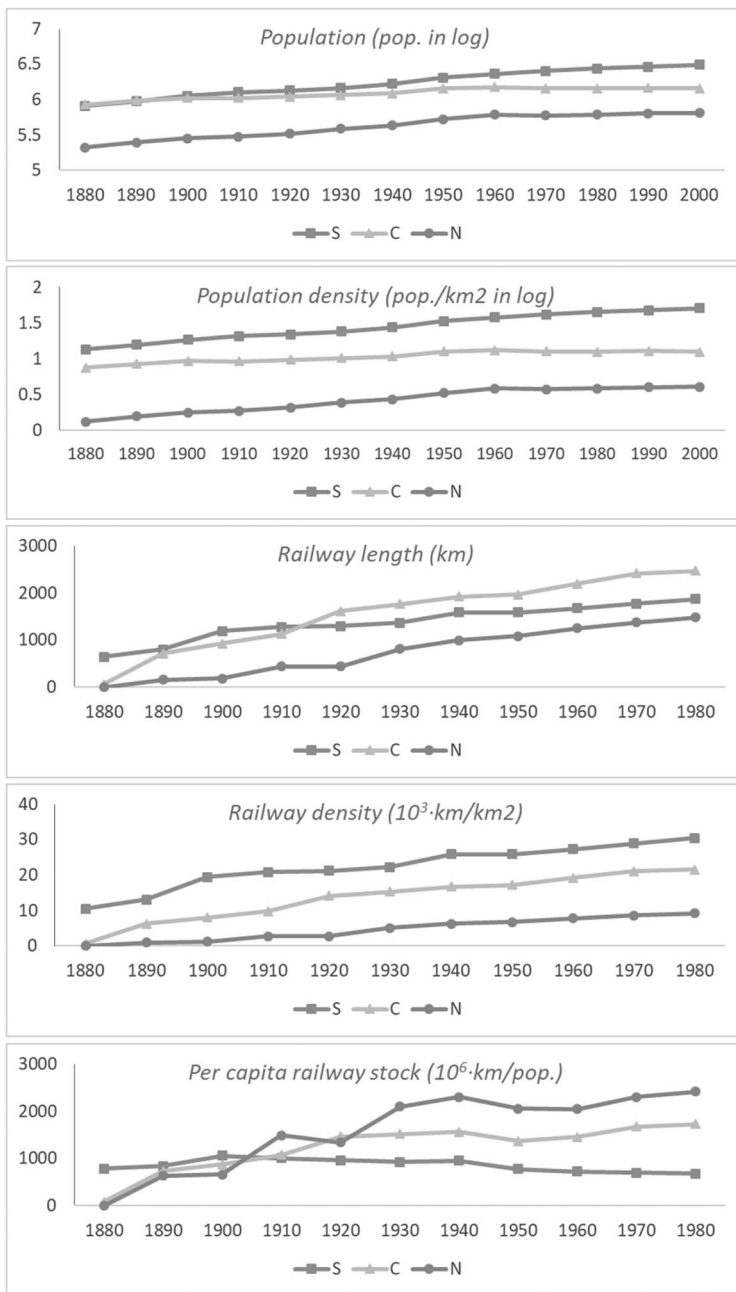 Population (pop. in log)
7
6.5
6
5.5
5
1880 1890 1900 1910 1920 1930 1940 1950 1960 1970 1980 1990 2000
S C N
Population density (pop./km2 in log)
2
1.5
1
0.5
0
1880 1890 1900 1910 1920 1930 1940 1950 1960 1970 1980 1990 2000
S C N
Railway length (km)
3000
2000
1000
0
1880 1890 1900 1910 1920 1930 1940 1950 1960 1970 1980
S C N
Railway density (10³·km/km2)
40
30
20
10
0
1880 1890 1900 1910 1920 1930 1940 1950 1960 1970 1980
S C N
Per capita railway stock (10⁶·km/pop.)
3000
2000
1000
0
1880 1890 1900 1910 1920 1930 1940 1950 1960 1970 1980
S C N